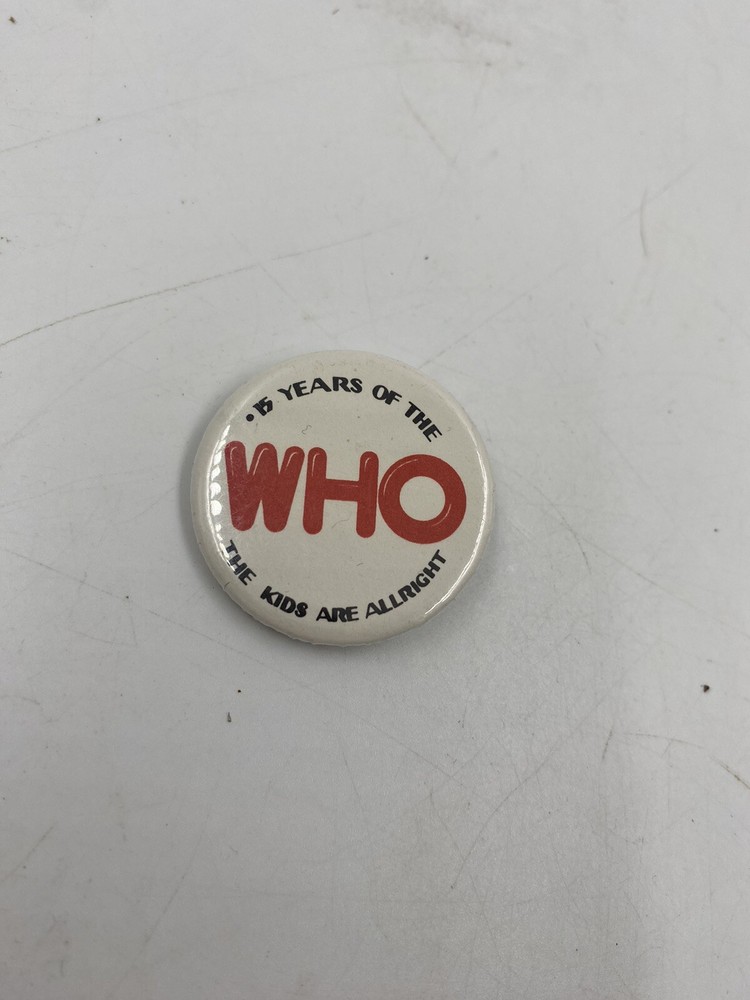 • 15 YEARS OF THE
WHO
THE KIDS ARE ALLRIGHT